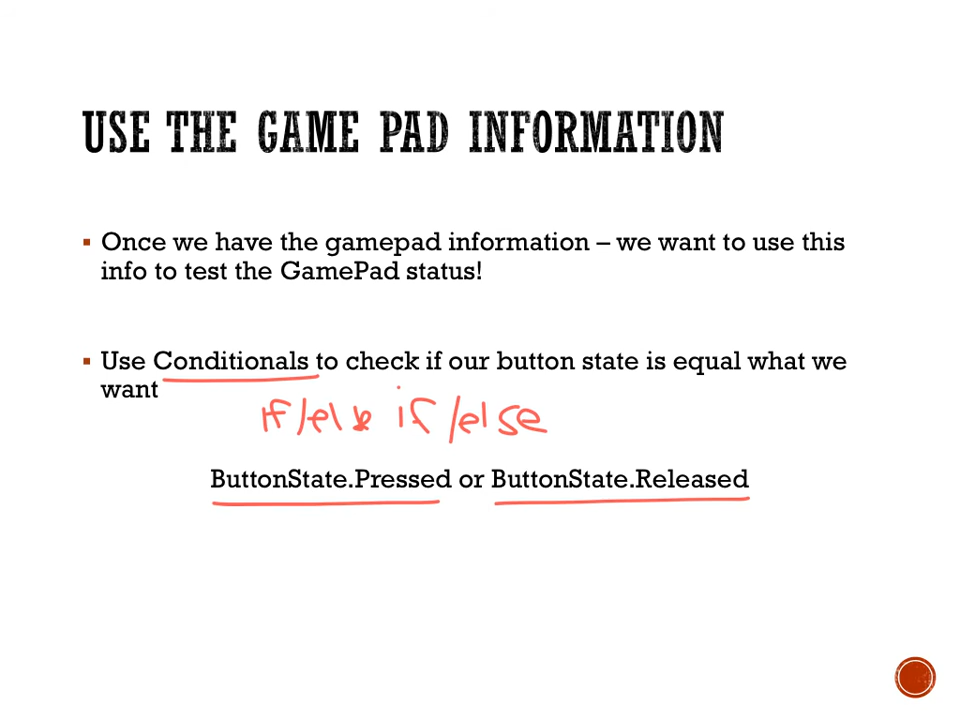 USE THE GAME PAD INFORMATION
▪ Once we have the gamepad information – we want to use this
info to test the GamePad status!
▪ Use Conditionals to check if our button state is equal what we
want
if/else if/else
ButtonState.Pressed or ButtonState.Released